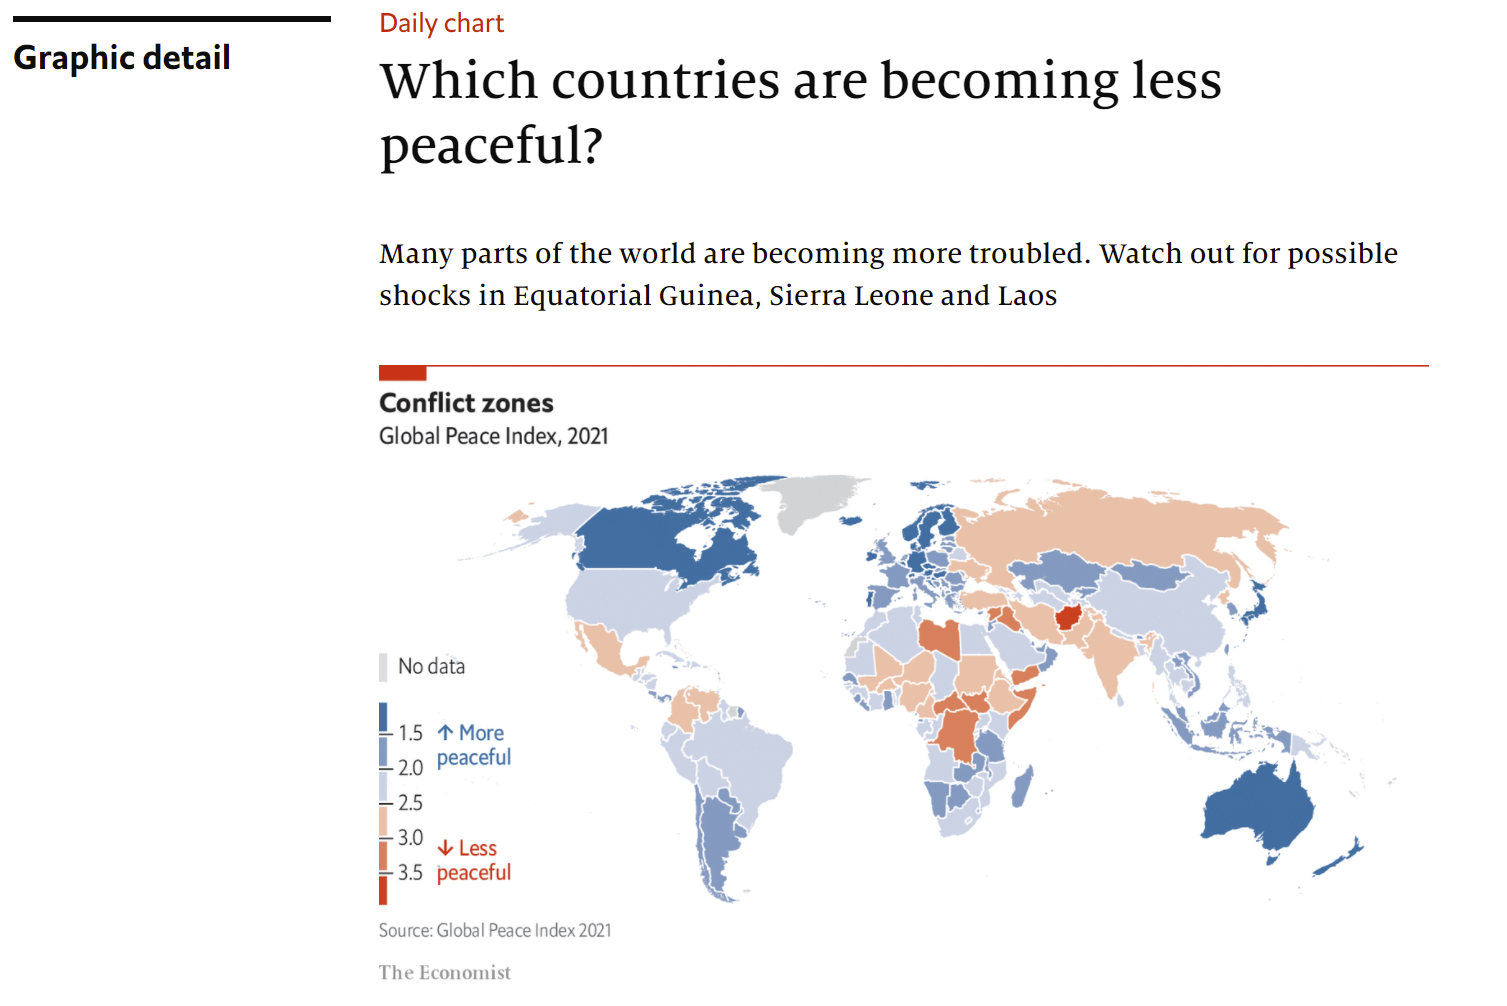 Graphic detail
Daily chart
Which countries are becoming less
peaceful?
Many parts of the world are becoming more troubled. Watch out for possible
shocks in Equatorial Guinea, Sierra Leone and Laos
Conflict zones
Global Peace Index, 2021
No data
1.5
2.0
2.5
3.0
3.5
↑ More
peaceful
↓ Less
peaceful
Source: Global Peace Index 2021
The Economist